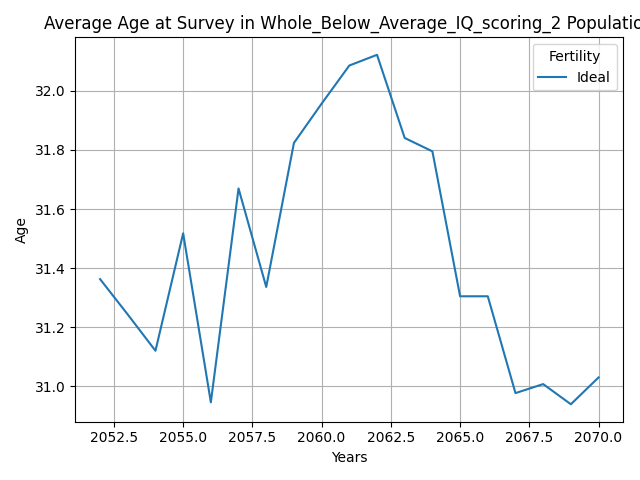 Average Age at Survey in Whole_Below_Average_IQ_scoring_2 Populatio
Fertility
Ideal
32.0
31.8
31.6
31.4
31.2
31.0
Age
2052.5 2055.0 2057.5 2060.0 2062.5 2065.0 2067.5 2070.0
Years